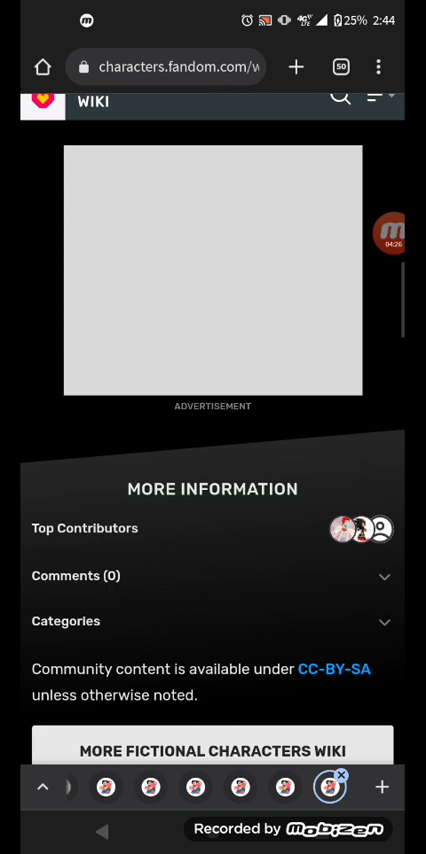 25% 2:44
characters.fandom.com/w
50
WIKI
04:26
ADVERTISEMENT
MORE INFORMATION
Top Contributors
Comments (0)
Categories
Community content is available under CC-BY-SA
unless otherwise noted.
MORE FICTIONAL CHARACTERS WIKI
Recorded by mobizen